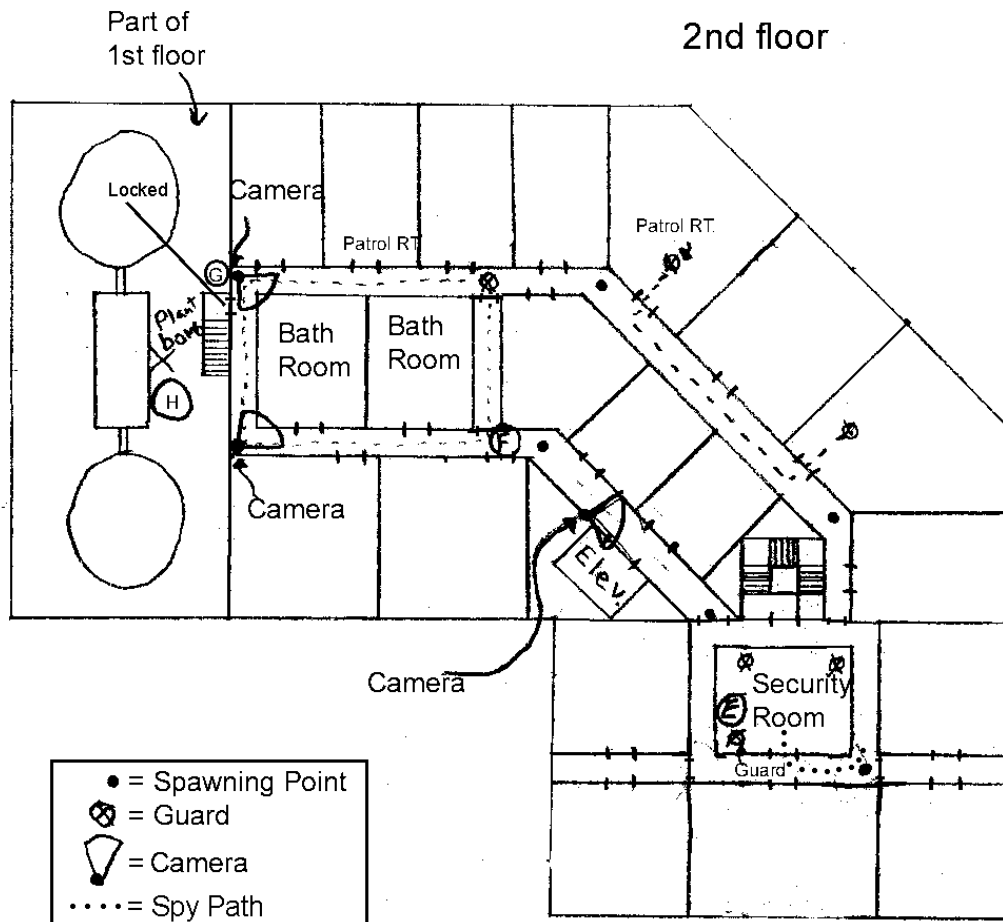 Part of
1st floor
2nd floor
Locked
Camera
Patrol RT.
Patrol RT.
G
Plant
bomb
Bath
Room
Bath
Room
H
F
Camera
Elev.
Camera
Security
Room
E
Guard
= Spawning Point
= Guard
= Camera
= Spy Path